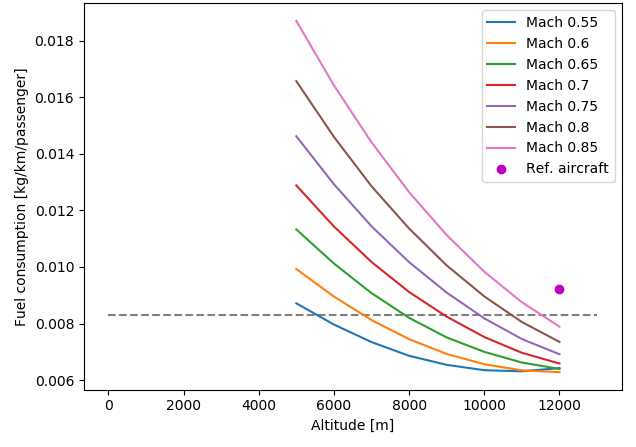 Fuel consumption [kg/km/passenger]
0.018
0.016
0.014
0.012
0.010
0.008
0.006
0
2000
4000
6000
8000
10000
12000
Altitude [m]
Mach 0.55
Mach 0.6
Mach 0.65
Mach 0.7
Mach 0.75
Mach 0.8
Mach 0.85
Ref. aircraft